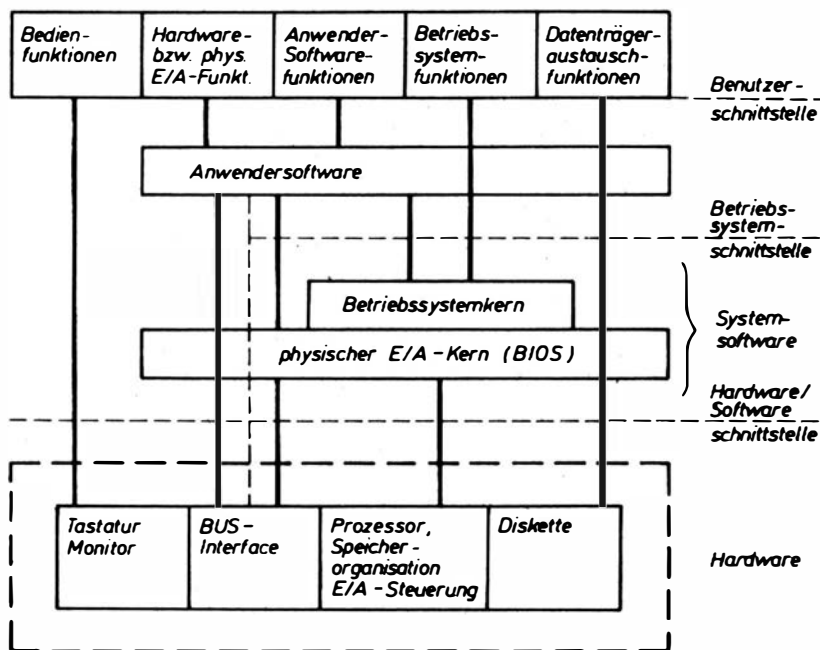 Bedien-
funktionen
Hardware-
bzw. phys.
E/A-Funkt.
Anwender-
Software-
funktionen
Betriebs-
system-
funktionen
Datenträger-
austausch-
funktionen
Benutzer-
schnittstelle
Anwendersoftware
Betriebs-
system-
schnittstelle
Betriebssystemkern
System-
software
physischer E/A-Kern (BIOS)
Hardware/
Software
schnittstelle
Tastatur
Monitor
BUS-
Interface
Prozessor,
Speicher-
organisation
E/A-Steuerung
Diskette
Hardware